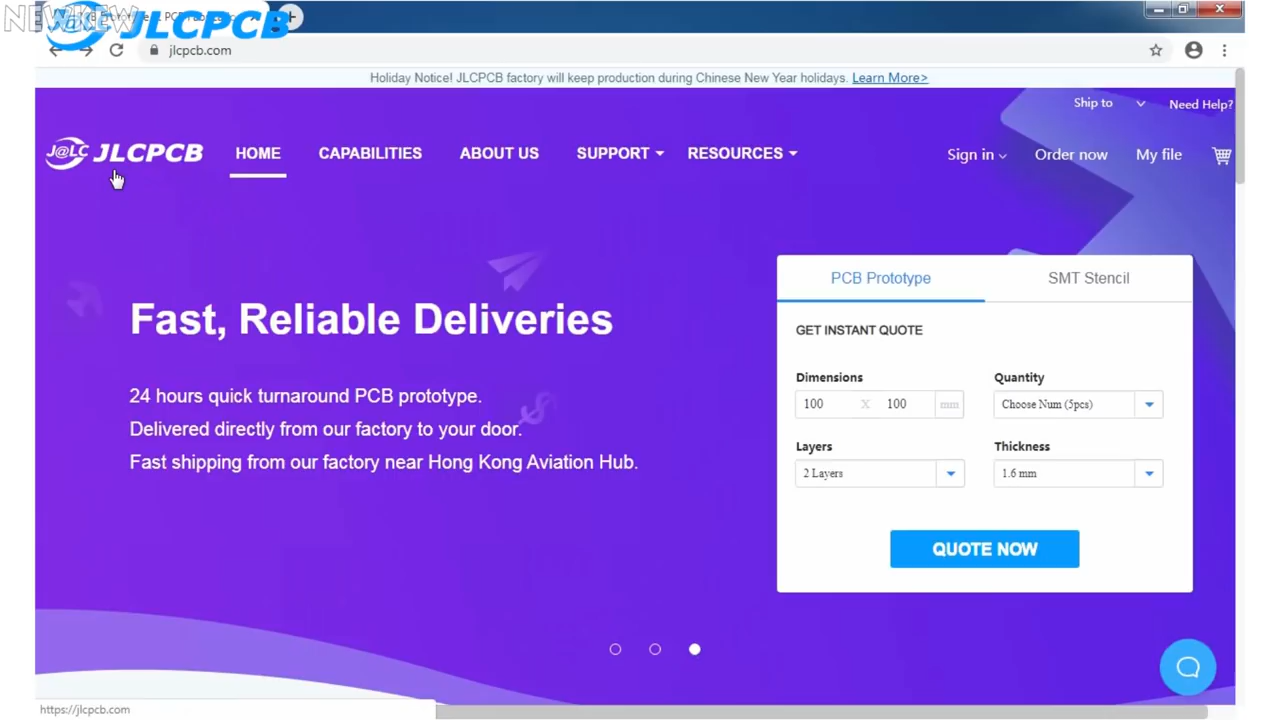 NEWKEW
JLCPCB
jlcpcb.com
Holiday Notice! JLCPCB factory will keep production during Chinese New Year holidays. Learn More>
Ship to
Need Help?
J@LC JLCPCB
HOME
CAPABILITIES
ABOUT US
SUPPORT
RESOURCES
Sign in
Order now
My file
Fast, Reliable Deliveries
24 hours quick turnaround PCB prototype.
Delivered directly from our factory to your door.
Fast shipping from our factory near Hong Kong Aviation Hub.
PCB Prototype
SMT Stencil
GET INSTANT QUOTE
Dimensions
Quantity
100 X 100 mm
Choose Num (5pcs)
Layers
Thickness
2 Layers
1.6 mm
QUOTE NOW
https://jlcpcb.com